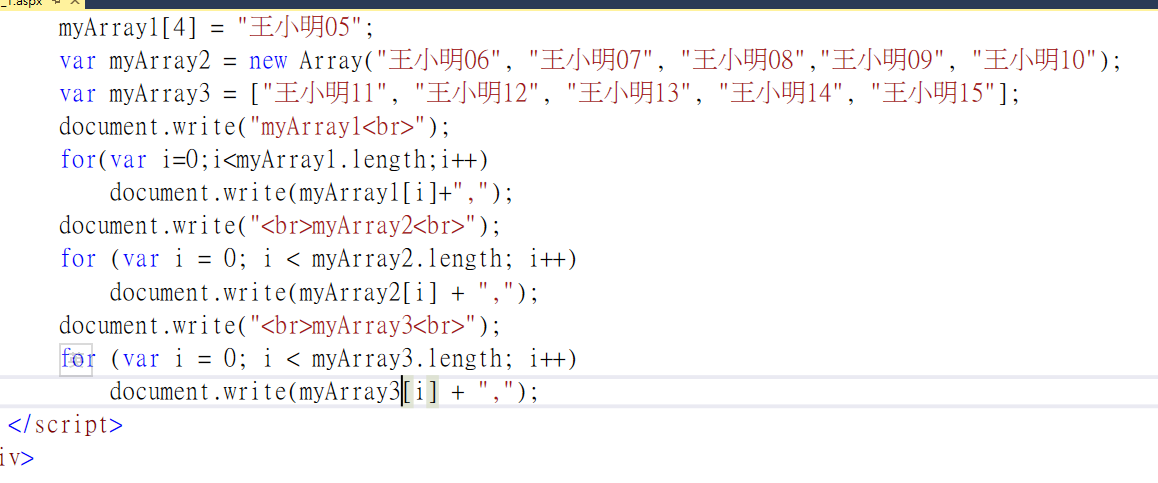 _1.aspx
myArray1[4] = "王小明05";
var myArray2 = new Array("王小明06", "王小明07", "王小明08","王小明09", "王小明10");
var myArray3 = ["王小明11", "王小明12", "王小明13", "王小明14", "王小明15"];
document.write("myArray1<br>");
for(var i=0;i<myArray1.length;i++)
document.write(myArray1[i]+",");
document.write("<br>myArray2<br>");
for (var i = 0; i < myArray2.length; i++)
document.write(myArray2[i] + ",");
document.write("<br>myArray3<br>");
for (var i = 0; i < myArray3.length; i++)
document.write(myArray3[i] + ",");
</script>
iv>